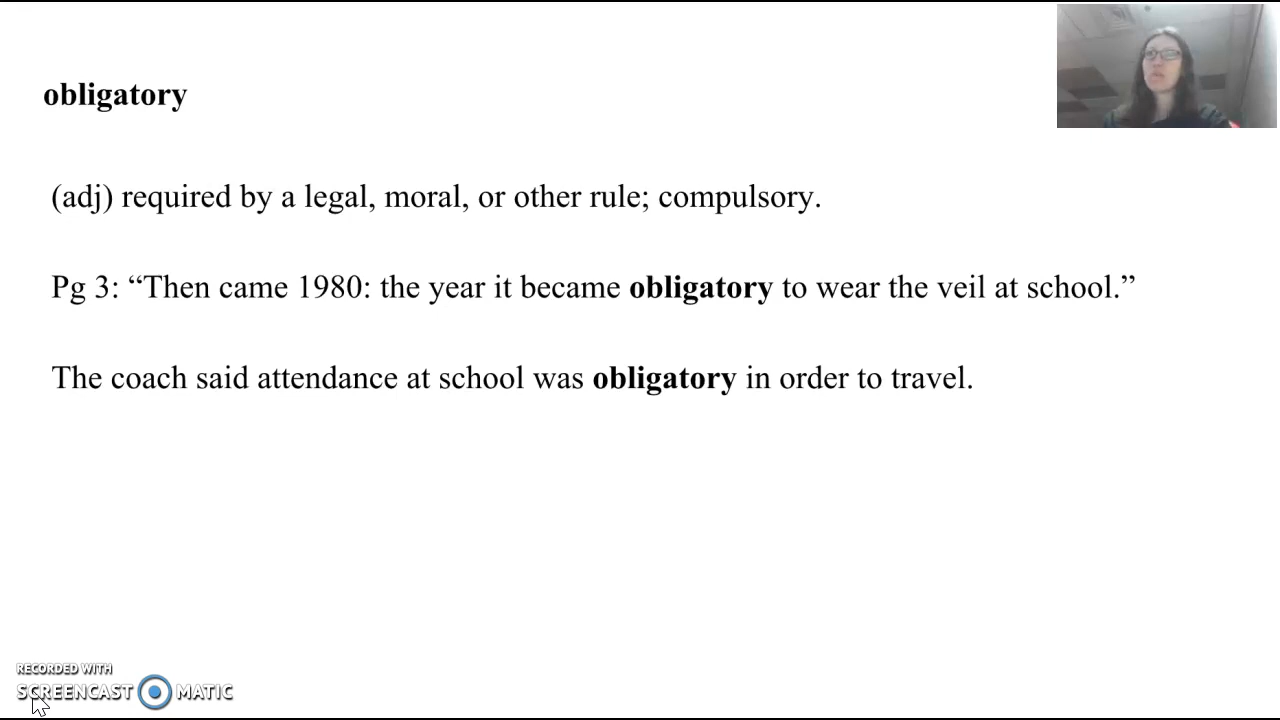 obligatory
(adj) required by a legal, moral, or other rule; compulsory.
Pg 3: “Then came 1980: the year it became obligatory to wear the veil at school.”
The coach said attendance at school was obligatory in order to travel.
RECORDED WITH
SCREENCAST MATIC